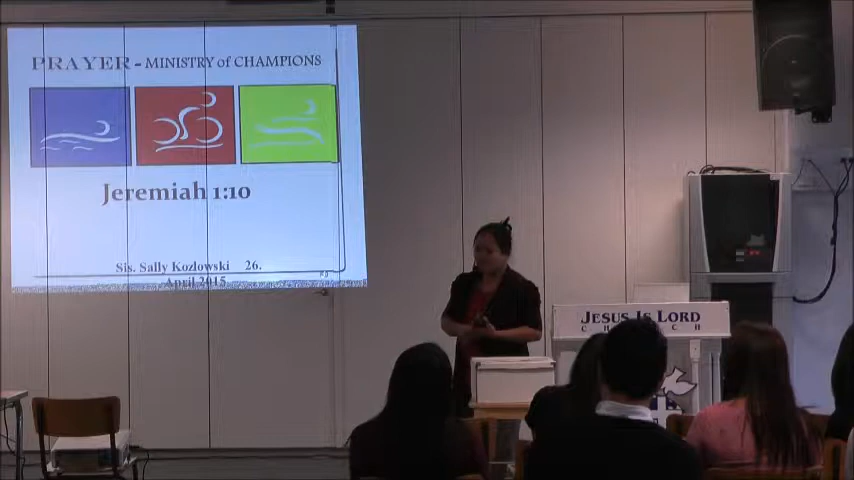 PRAYER – MINISTRY of CHAMPIONS
Jeremiah 1:10
Sis. Sally Kozlowski 26.
April 2015
JESUS IS LORD
CHURCH